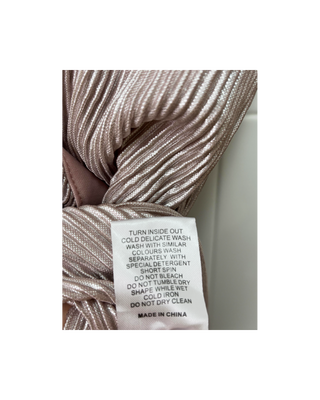 TURN INSIDE OUT
COLD DELICATE WASH
WASH WITH SIMILAR
COLOURS WASH
SEPARATELY WITH
SPECIAL DETERGENT
SHORT SPIN
DO NOT BLEACH
DO NOT TUMBLE DRY
SHAPE WHILE WET
COLD IRON
DO NOT DRY CLEAN
MADE IN CHINA